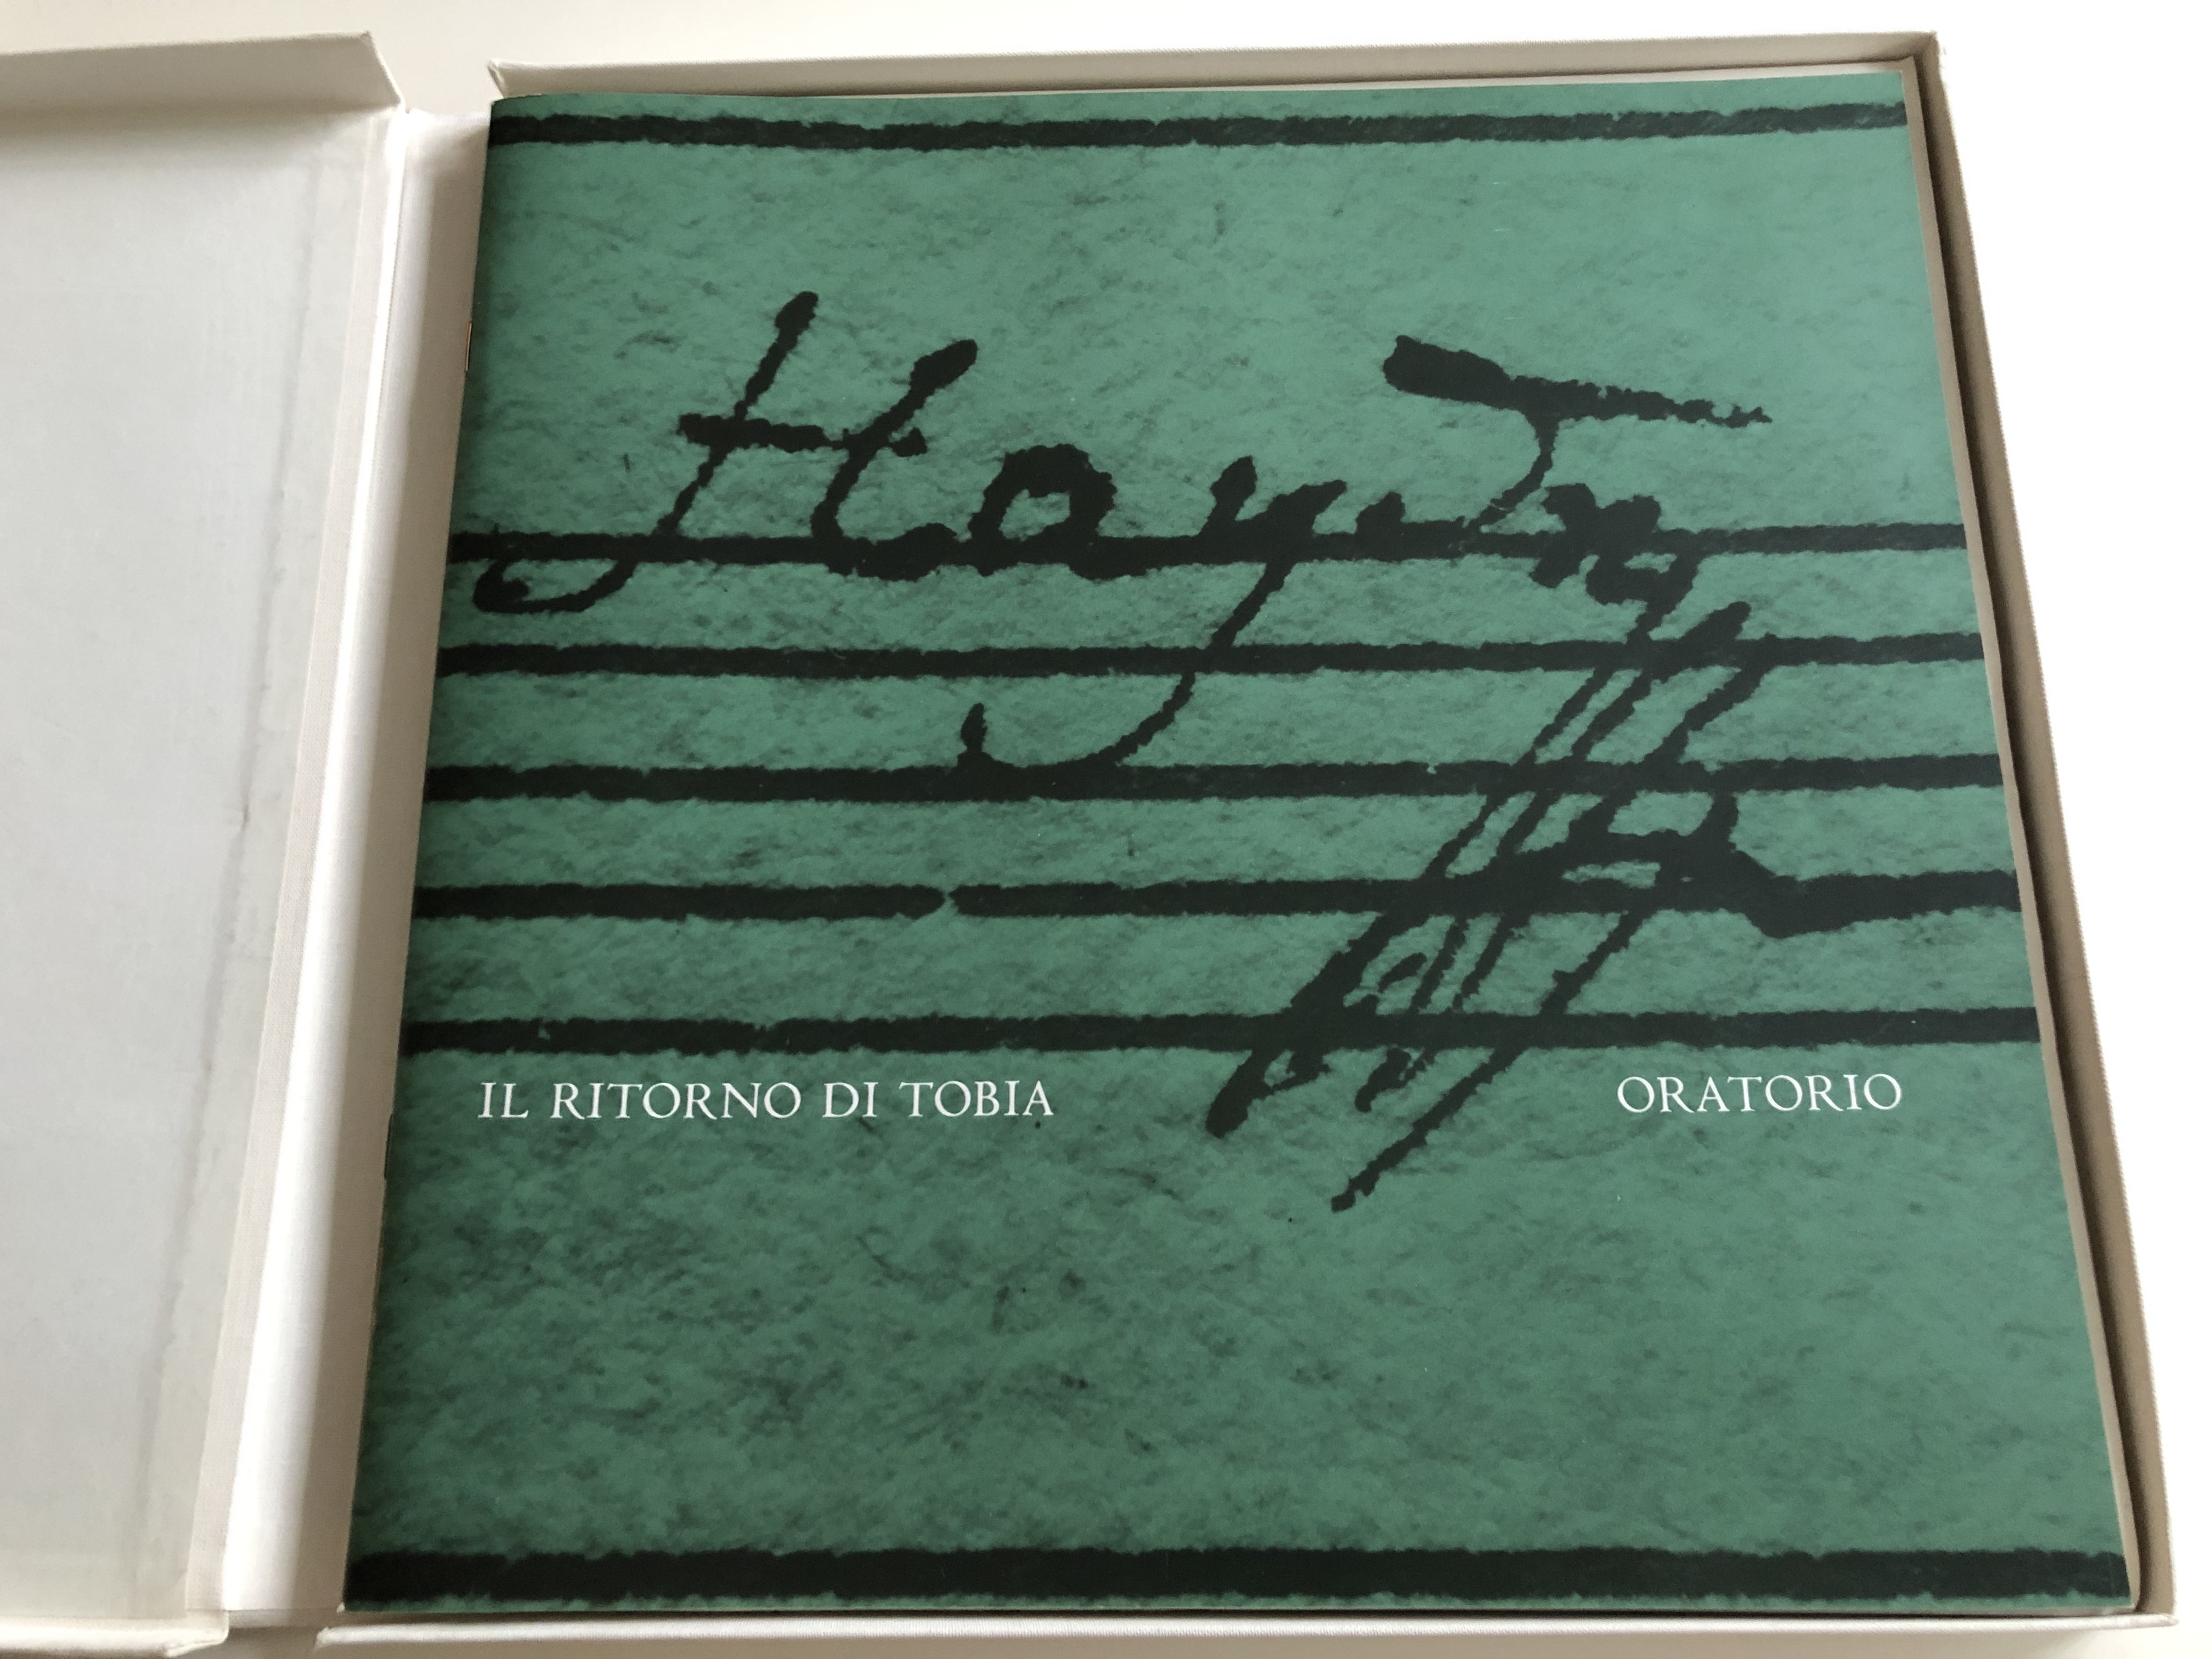 Haydn
IL RITORNO DI TOBIA ORATORIO